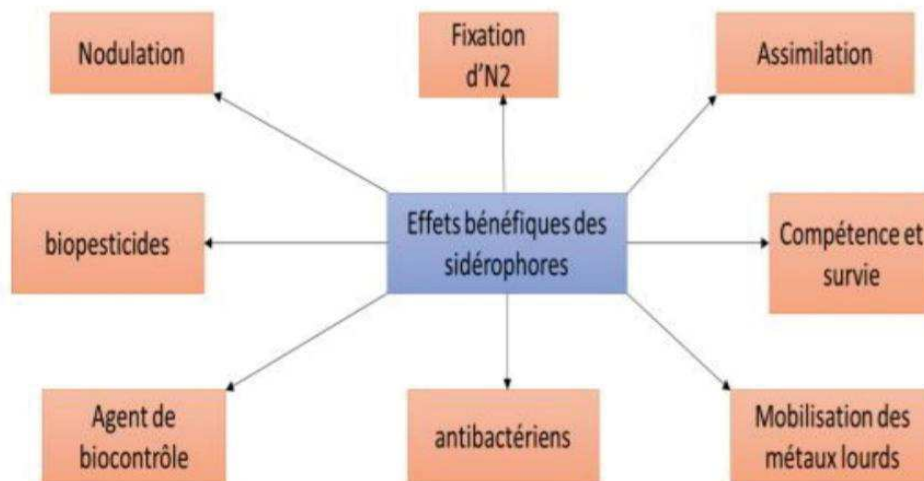 Nodulation
Fixation
d'N2
Assimilation
biopesticides
Effets bénéfiques des
sidérophores
Compétence et
survie
Agent de
biocontrôle
antibactériens
Mobilisation des
métaux lourds